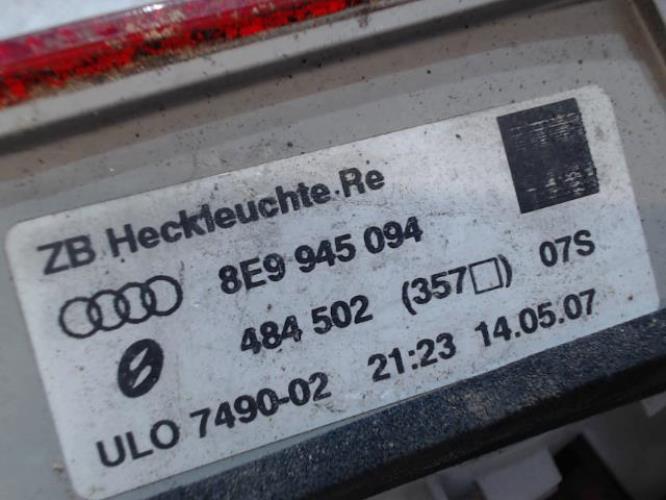 ZB Heckleuchte.Re
8E9 945 094
484 502 (357□) 07S
ULO 7490-02 21:23 14.05.07